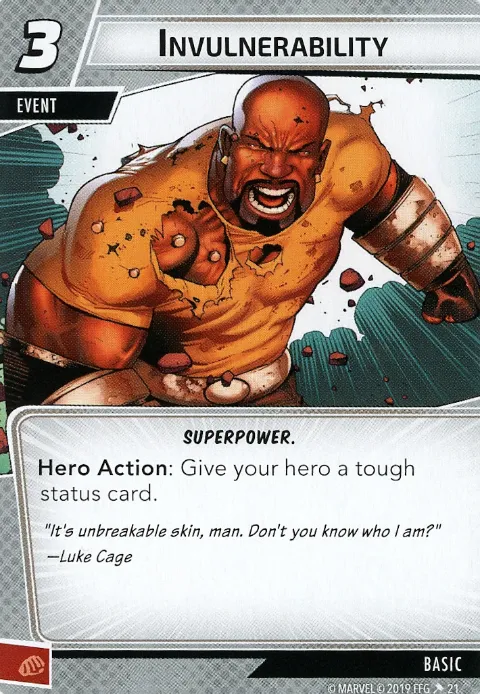 3
INVULNERABILITY
EVENT
SUPERPOWER.
Hero Action: Give your hero a tough
status card.
"It's unbreakable skin, man. Don't you know who I am?"
—Luke Cage
BASIC
© MARVEL © 2019 FFG 21